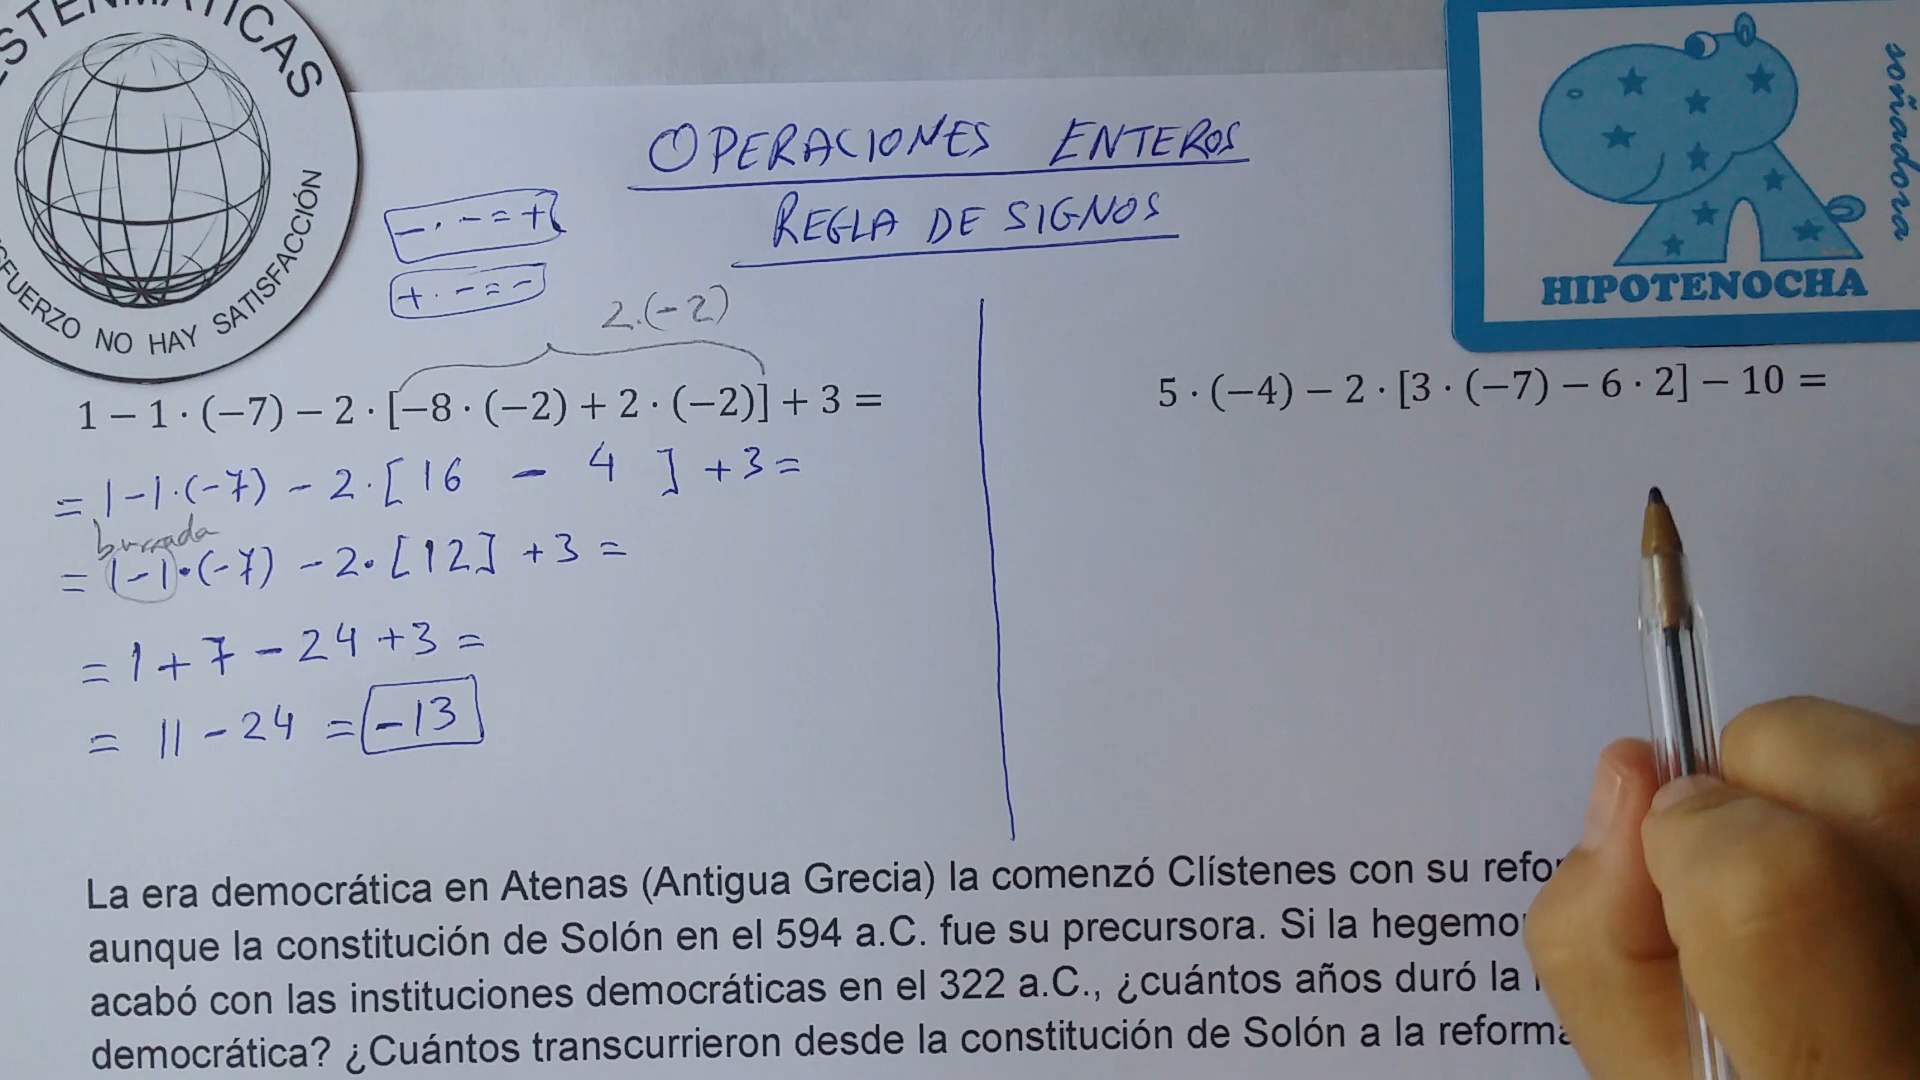 MÁTICAS
ESFUERZO NO HAY SATISFACCIÓN
OPERACIONES ENTEROS
REGLA DE SIGNOS
soñadora
HIPOTENOCHA
- · - = +
+ · - = -
2·(-2)
1 − 1 · (−7) − 2 · [−8 · (−2) + 2 · (−2)] + 3 =
= 1-1·(-7) - 2·[16 - 4] +3 =
burrada
= 1-1·(-7) - 2·[12] +3 =
= 1+7-24+3 =
= 11-24 = -13
5 · (−4) − 2 · [3 · (−7) − 6 · 2] − 10 =
La era democrática en Atenas (Antigua Grecia) la comenzó Clístenes con su
aunque la constitución de Solón en el 594 a.C. fue su precursora. Si la
acabó con las instituciones democráticas en el 322 a.C., ¿cuántos años duró la
democrática? ¿Cuántos transcurrieron desde la constitución de Solón a la